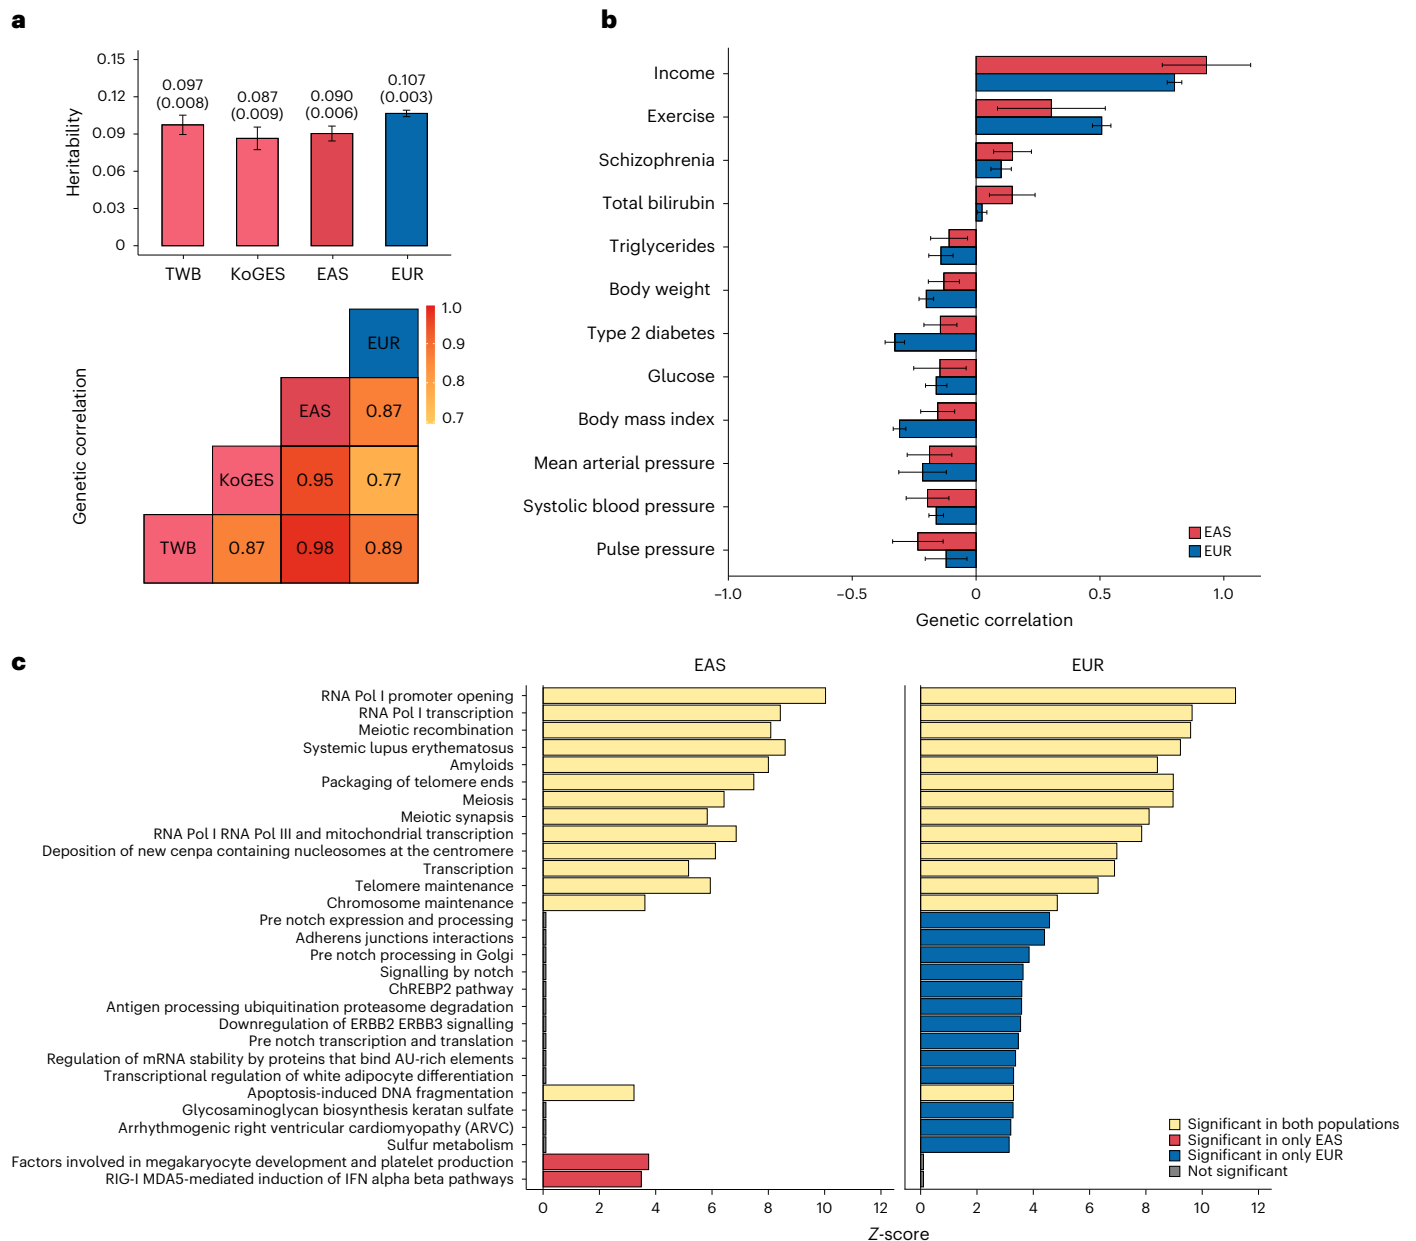 a
0.15
0.12
0.09
0.06
0.03
0
Heritability
0.097
(0.008)
0.087
(0.009)
0.090
(0.006)
0.107
(0.003)
TWB
KoGES
EAS
EUR
Genetic correlation
EUR
EAS
0.87
KoGES
0.95
0.77
TWB
0.87
0.98
0.89
1.0
0.9
0.8
0.7
b
Income
Exercise
Schizophrenia
Total bilirubin
Triglycerides
Body weight
Type 2 diabetes
Glucose
Body mass index
Mean arterial pressure
Systolic blood pressure
Pulse pressure
EAS
EUR
–1.0
–0.5
0
0.5
1.0
Genetic correlation
c
EAS
EUR
RNA Pol I promoter opening
RNA Pol I transcription
Meiotic recombination
Systemic lupus erythematosus
Amyloids
Packaging of telomere ends
Meiosis
Meiotic synapsis
RNA Pol I RNA Pol III and mitochondrial transcription
Deposition of new cenpa containing nucleosomes at the centromere
Transcription
Telomere maintenance
Chromosome maintenance
Pre notch expression and processing
Adherens junctions interactions
Pre notch processing in Golgi
Signalling by notch
ChREBP2 pathway
Antigen processing ubiquitination proteasome degradation
Downregulation of ERBB2 ERBB3 signalling
Pre notch transcription and translation
Regulation of mRNA stability by proteins that bind AU-rich elements
Transcriptional regulation of white adipocyte differentiation
Apoptosis-induced DNA fragmentation
Glycosaminoglycan biosynthesis keratan sulfate
Arrhythmogenic right ventricular cardiomyopathy (ARVC)
Sulfur metabolism
Factors involved in megakaryocyte development and platelet production
RIG-I MDA5-mediated induction of IFN alpha beta pathways
Significant in both populations
Significant in only EAS
Significant in only EUR
Not significant
0
2
4
6
8
10
12
0
2
4
6
8
10
12
Z-score